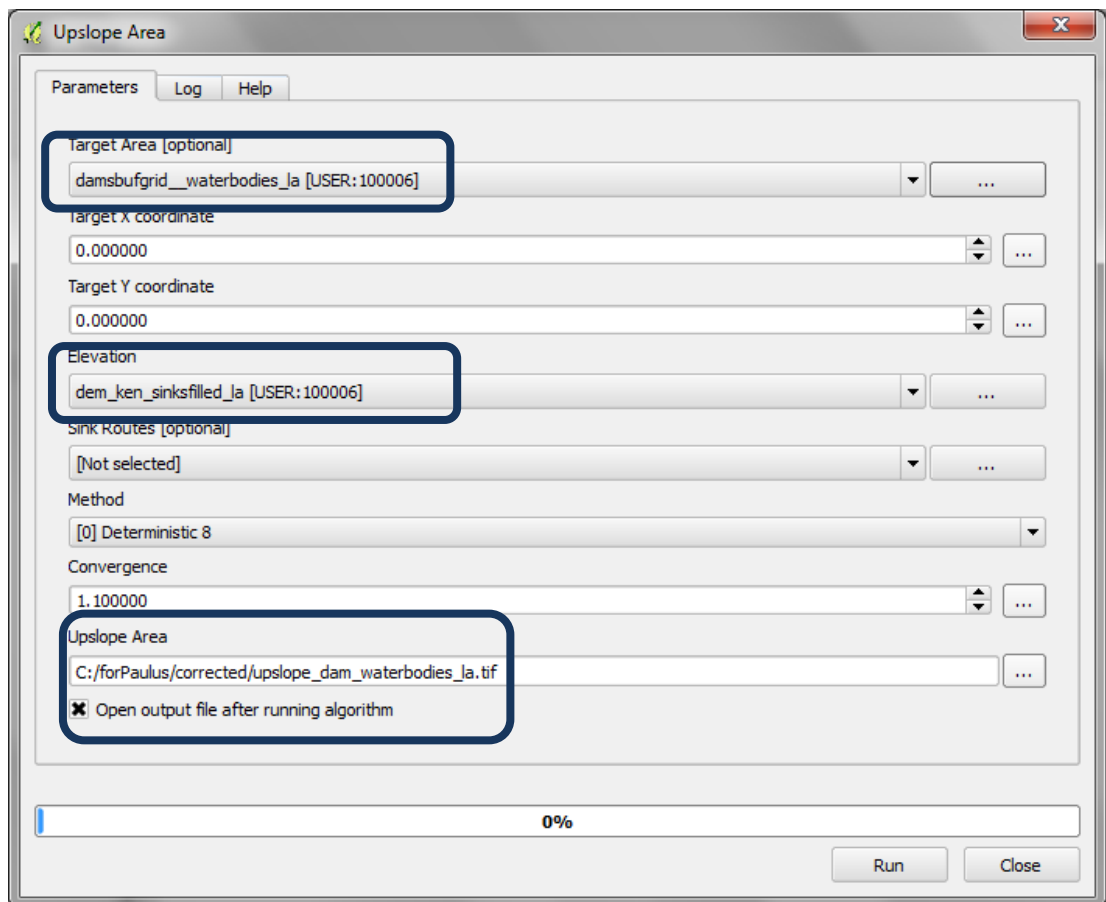 Upslope Area
Parameters Log Help
Target Area [optional]
damsbufgrid__waterbodies_la [USER:100006]
...
Target X coordinate
0.000000
...
Target Y coordinate
0.000000
...
Elevation
dem_ken_sinksfilled_la [USER:100006]
...
Sink Routes [optional]
[Not selected]
...
Method
[0] Deterministic 8
Convergence
1.100000
...
Upslope Area
C:/forPaulus/corrected/upslope_dam_waterbodies_la.tif
...
Open output file after running algorithm
0%
Run Close